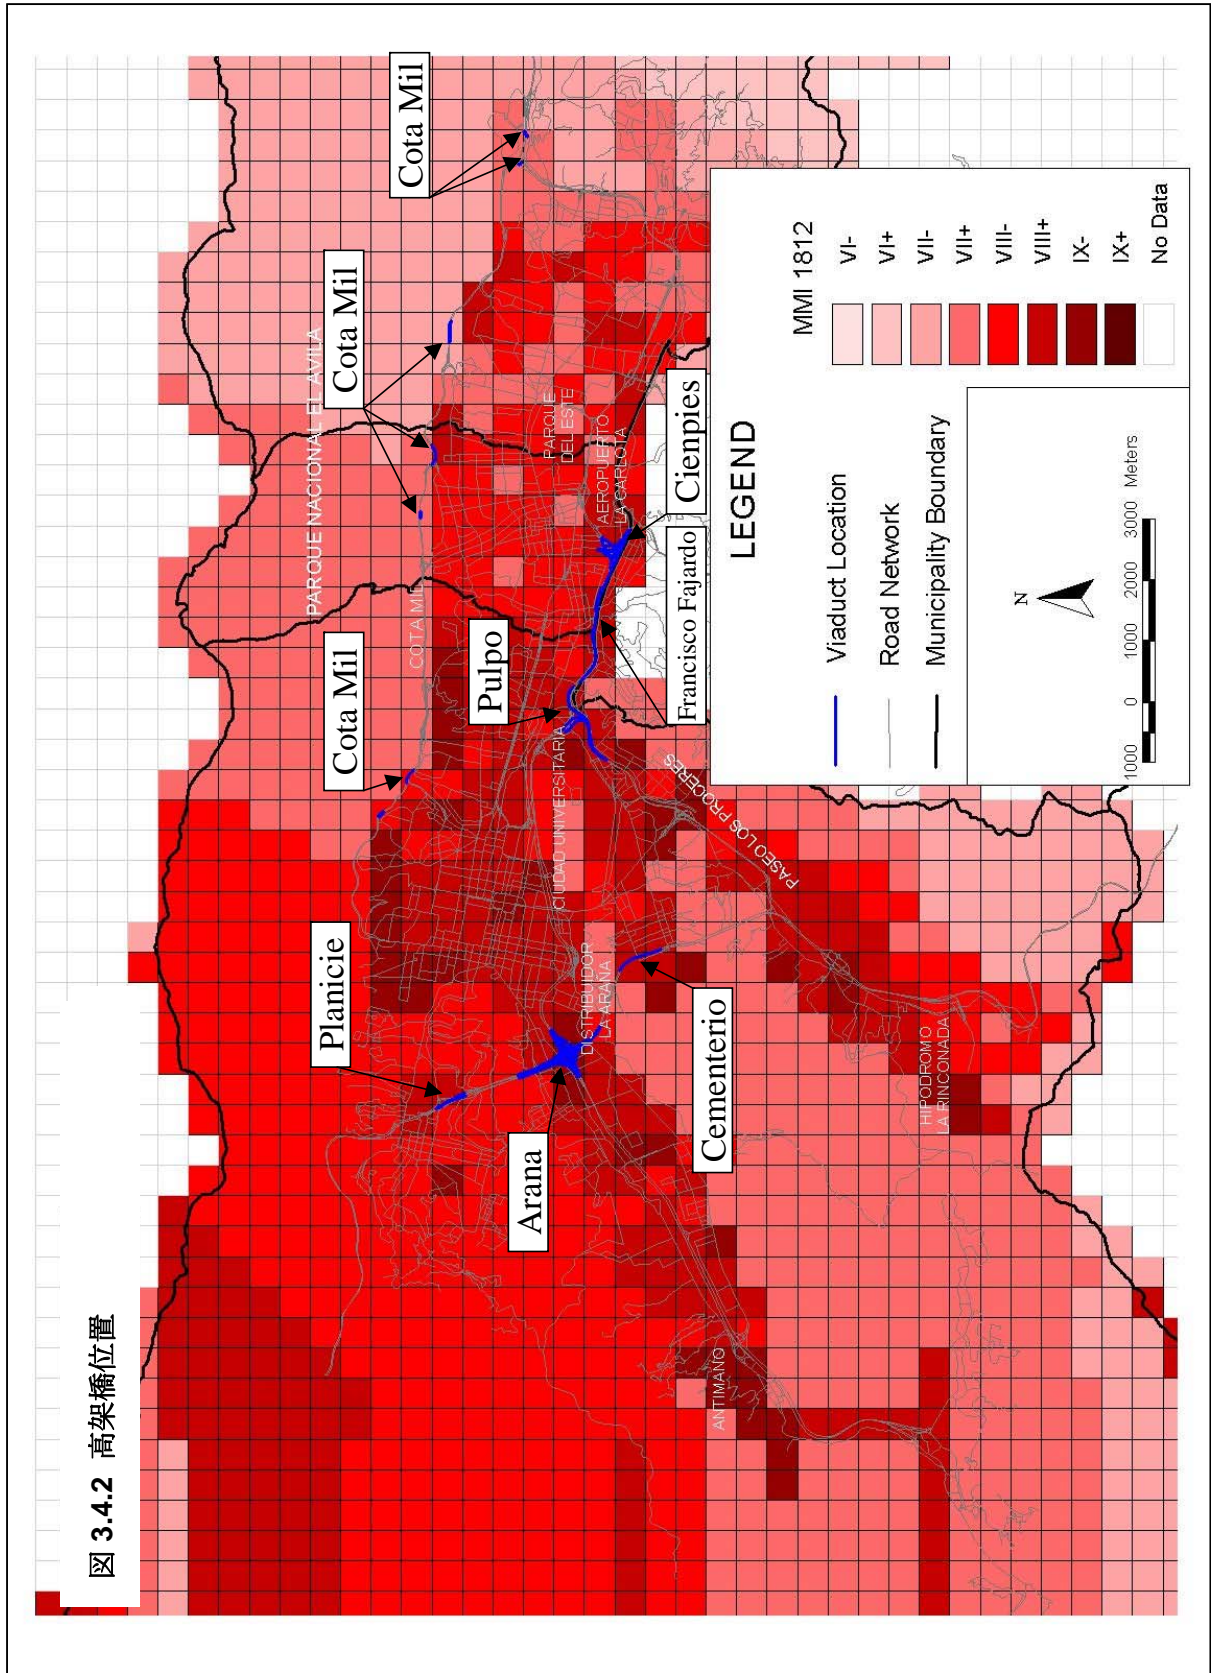 図 3.4.2 高架橋位置
Planicie
Cota Mil
Cota Mil
Cota Mil
Arana
Pulpo
Cementerio
Francisco Fajardo
Cienpies
PARQUE NACIONAL EL AVILA
COTA MIL
PARQUE
DEL ESTE
AEROPUERTO
LA CARLOTA
CIUDAD UNIVERSITARIA
DISTRIBUIDOR
LA ARAÑA
PASEO LOS PROCERES
HIPODROMO
LA RINCONADA
ANTIMANO
LEGEND
Viaduct Location
Road Network
Municipality Boundary
MMI 1812
VI-
VI+
VII-
VII+
VIII-
VIII+
IX-
IX+
No Data
N
1000 0 1000 2000 3000 Meters